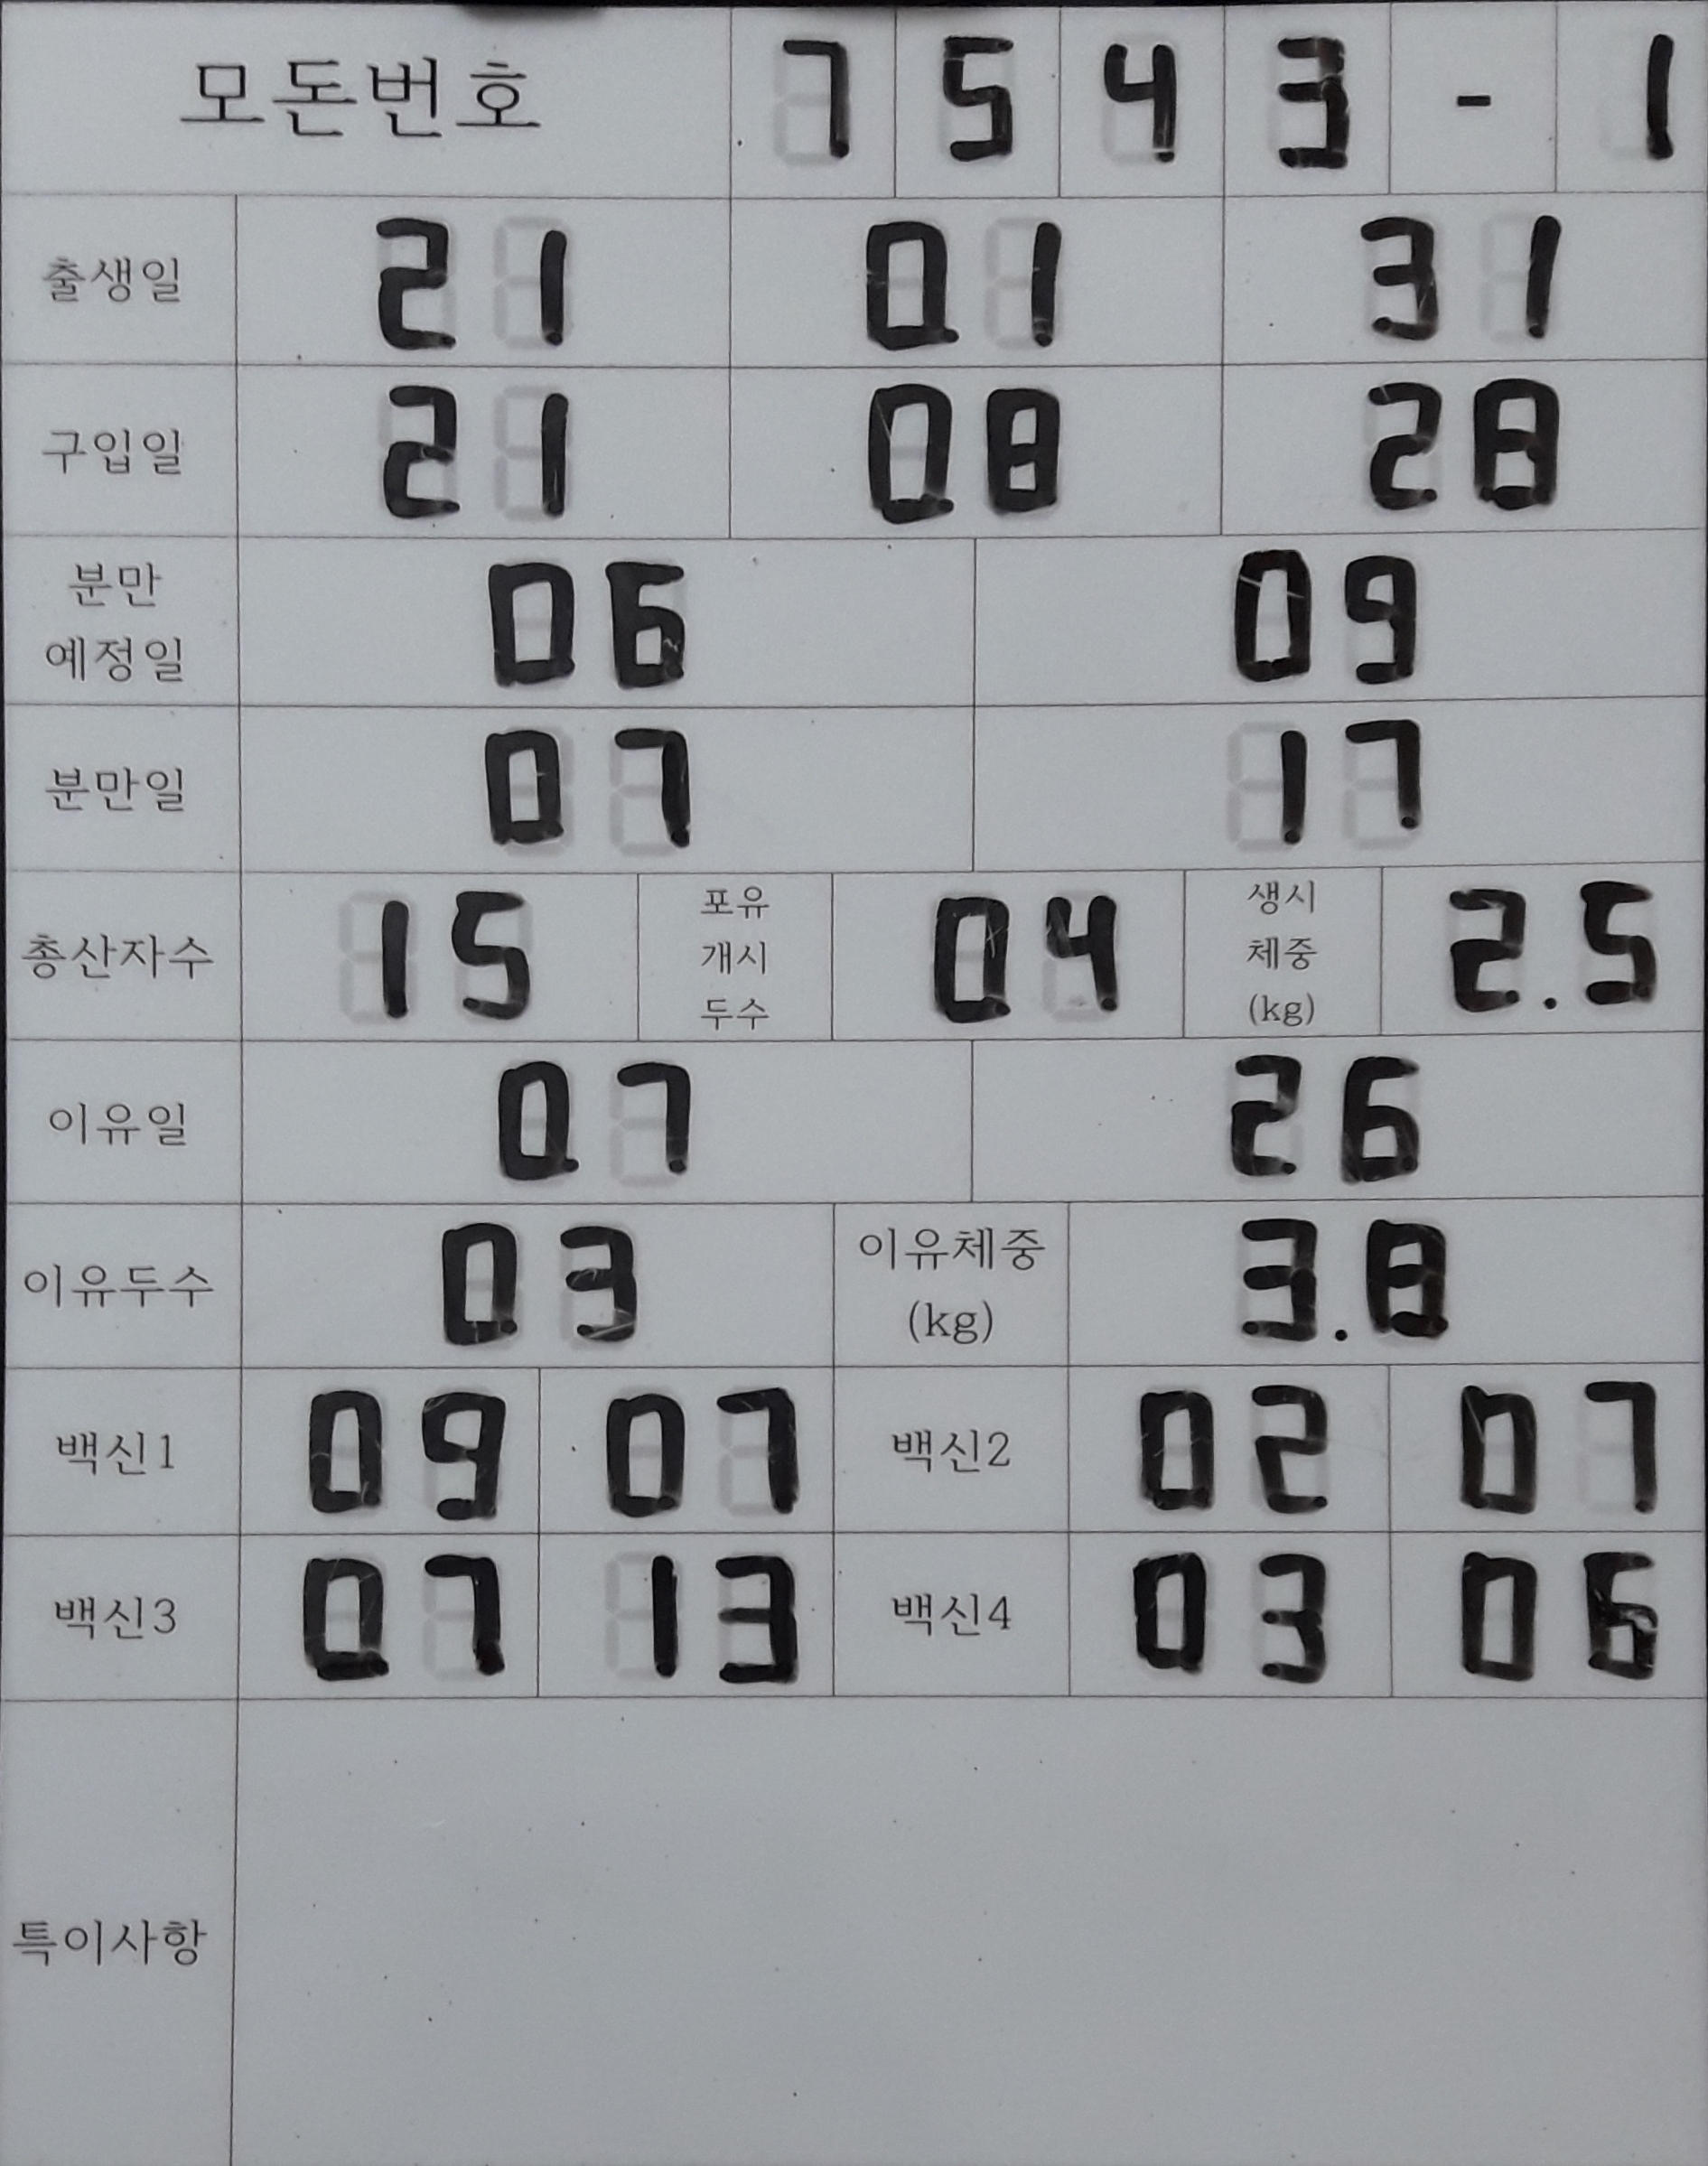 모돈번호 7 5 4 3 - 1
출생일 21 01 31
구입일 21 08 28
분만
예정일 06 09
분만일 07 17
총산자수 15 포유
개시
두수 04 생시
체중
(kg) 2.5
이유일 07 26
이유두수 03 이유체중
(kg) 3.8
백신1 09 07 백신2 02 07
백신3 07 13 백신4 03 06
특이사항